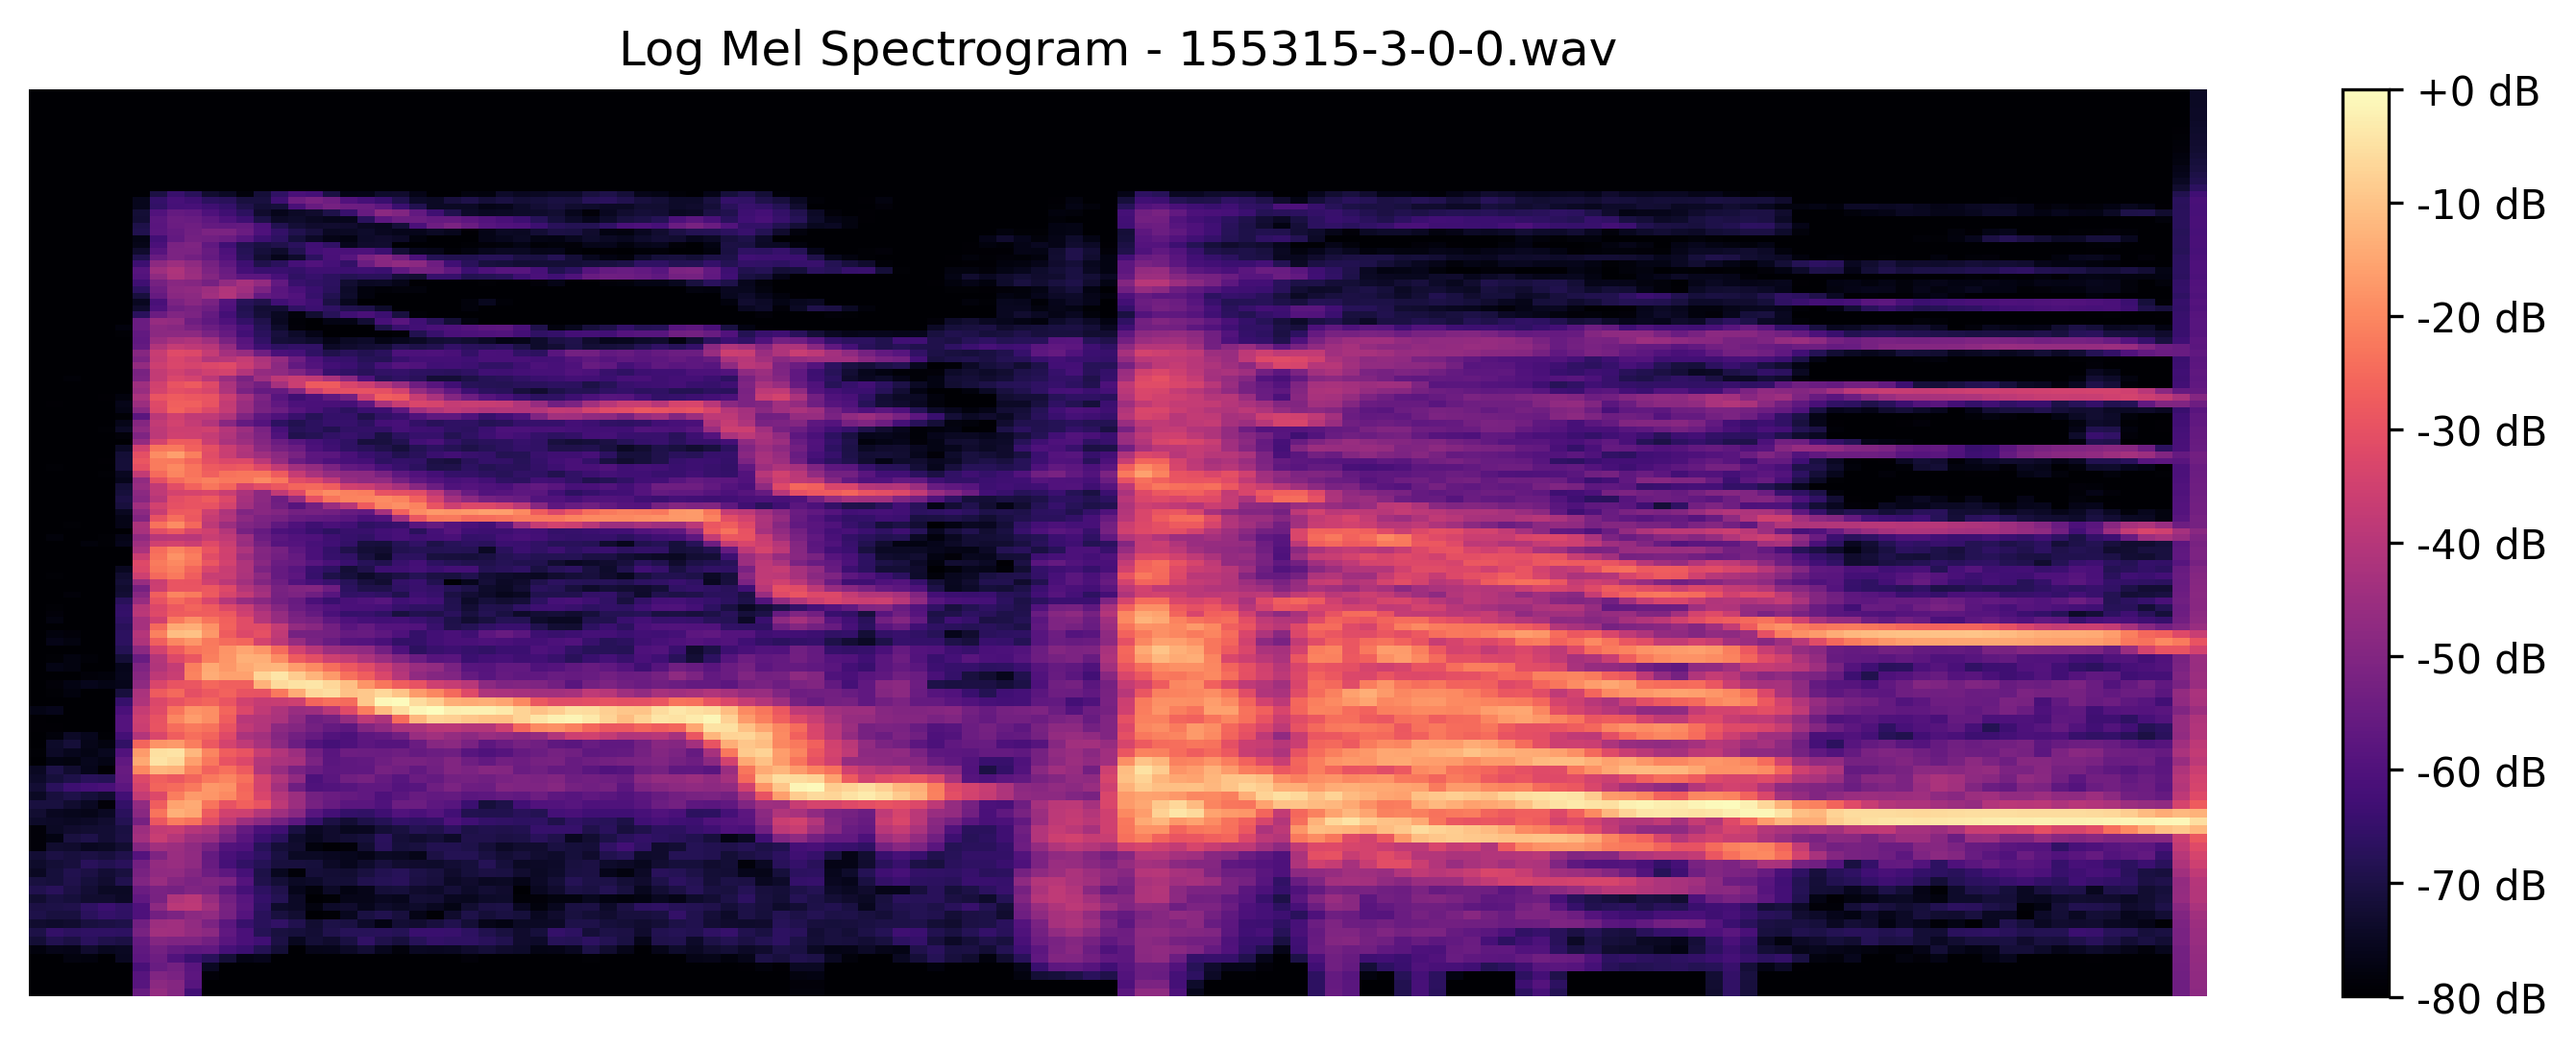 Log Mel Spectrogram - 155315-3-0-0.wav
+0 dB
-10 dB
-20 dB
-30 dB
-40 dB
-50 dB
-60 dB
-70 dB
-80 dB